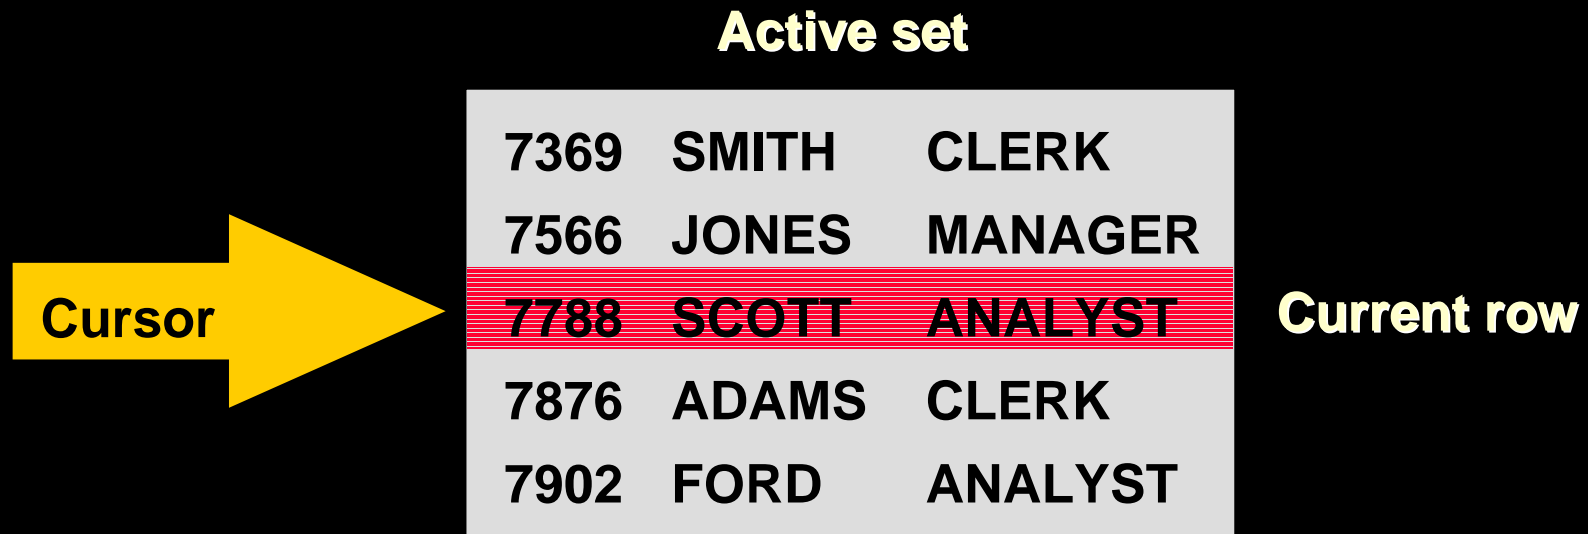 Active set
7369 SMITH CLERK
7566 JONES MANAGER
Cursor
7788 SCOTT ANALYST
Current row
7876 ADAMS CLERK
7902 FORD ANALYST